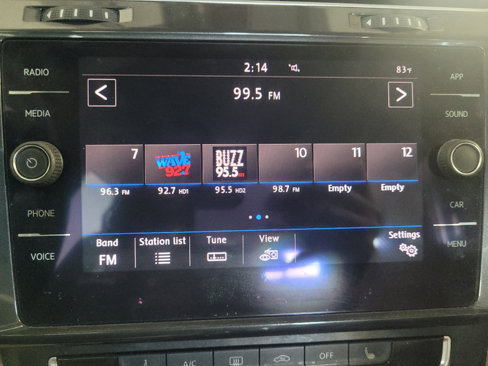 RADIO
MEDIA
PHONE
VOICE
2:14
83°F
99.5 FM
7
WAVE
92.7
BUZZ
95.5
10
11
12
96.3 FM
92.7 HD1
95.5 HD2
98.7 FM
Empty
Empty
Band
FM
Station list
Tune
View
Settings
APP
SOUND
CAR
MENU
A/C
OFF